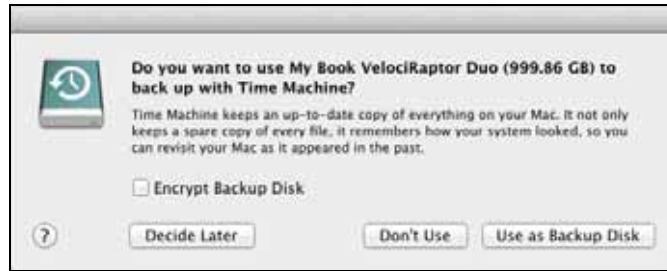 Do you want to use My Book VelociRaptor Duo (999.86 GB) to
back up with Time Machine?
Time Machine keeps an up-to-date copy of everything on your Mac. It not only
keeps a spare copy of every file, it remembers how your system looked, so you
can revisit your Mac as it appeared in the past.
Encrypt Backup Disk
? Decide Later Don't Use Use as Backup Disk